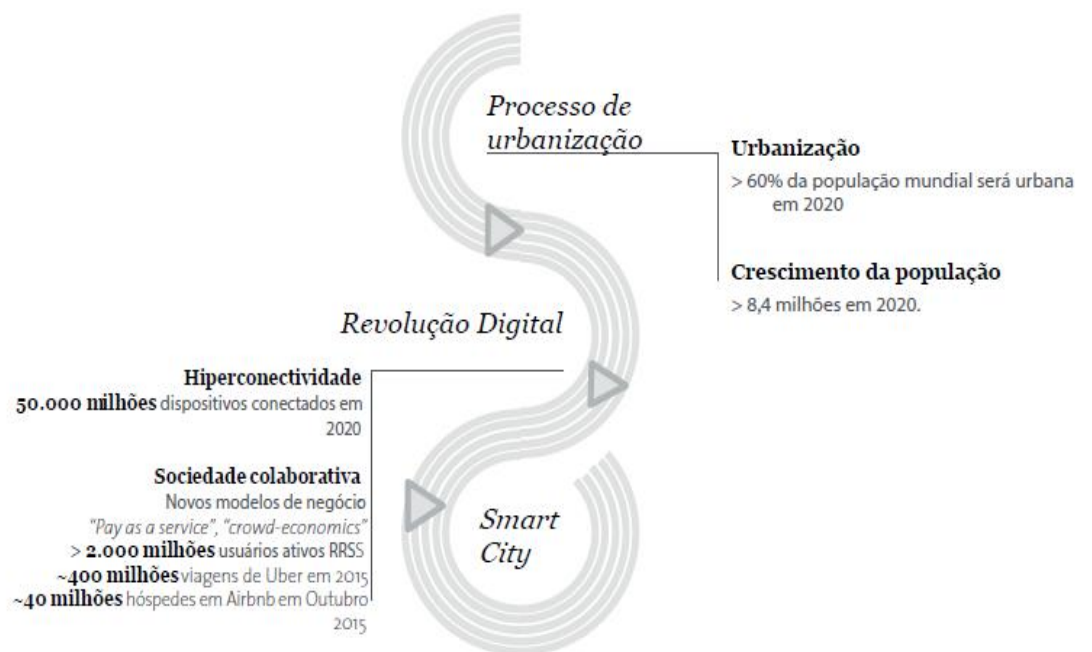 Processo de
urbanização
Urbanização
> 60% da população mundial será urbana
em 2020
Crescimento da população
> 8,4 milhões em 2020.
Revolução Digital
Hiperconectividade
50.000 milhões dispositivos conectados em
2020
Sociedade colaborativa
Novos modelos de negócio
"Pay as a service", "crowd-economics"
> 2.000 milhões usuários ativos RRSS
~400 milhões viagens de Uber em 2015
~40 milhões hóspedes em Airbnb em Outubro
2015
Smart
City